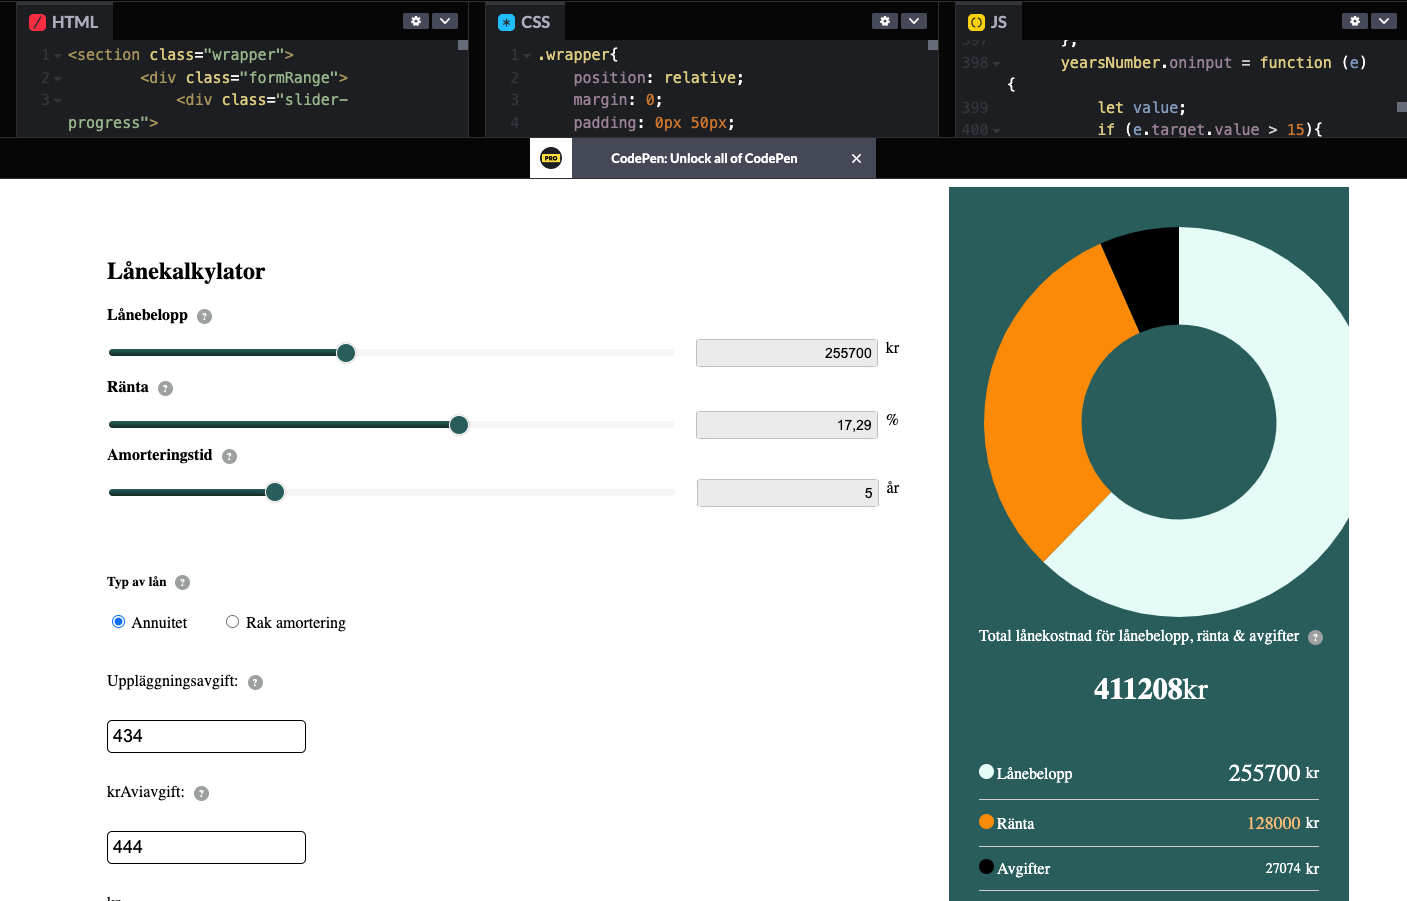 HTML
1 <section class="wrapper">
2 <div class="formRange">
3 <div class="slider-
progress">
CSS
1 .wrapper{
2 position: relative;
3 margin: 0;
4 padding: 0px 50px;
JS
397 },
398 yearsNumber.oninput = function (e)
{
399 let value;
400 if (e.target.value > 15){
PRO
CodePen: Unlock all of CodePen
×
Lånekalkylator
Lånebelopp ?
255700 kr
Ränta ?
17,29 %
Amorteringstid ?
5 år
Typ av lån ?
Annuitet
Rak amortering
Uppläggningsavgift: ?
434
krAviavgift: ?
444
Total lånekostnad för lånebelopp, ränta & avgifter ?
411208kr
Lånebelopp 255700 kr
Ränta 128000 kr
Avgifter 27074 kr